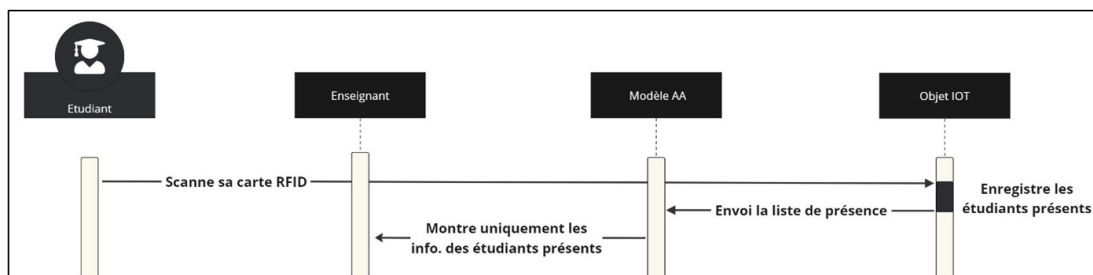 Etudiant
Enseignant
Modèle AA
Objet IOT
Scanne sa carte RFID
Enregistre les
étudiants présents
Envoi la liste de présence
Montre uniquement les
info. des étudiants présents